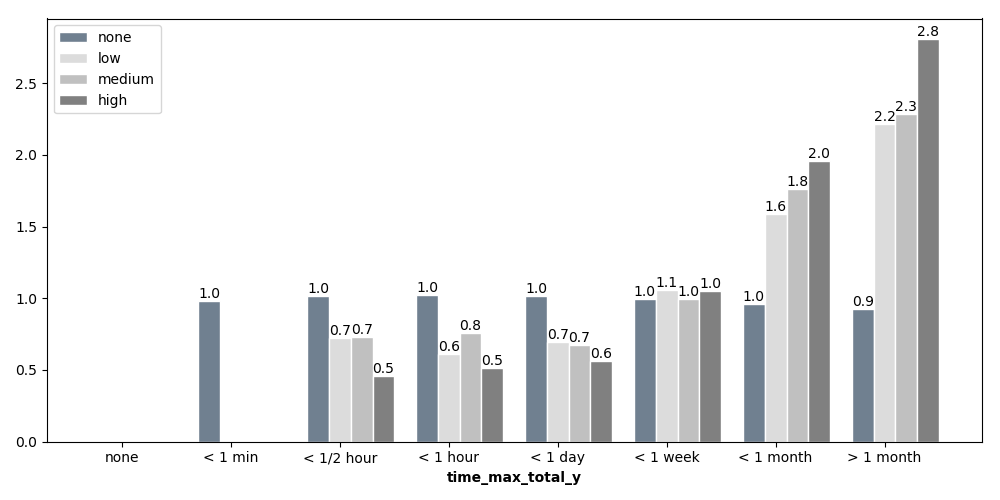 none
low
medium
high
2.5
2.0
1.5
1.0
0.5
0.0
1.0
1.0 0.7 0.7 0.5
1.0 0.6 0.8 0.5
1.0 0.7 0.7 0.6
1.0 1.1 1.0 1.0
1.0 1.6 1.8 2.0
0.9 2.2 2.3 2.8
none < 1 min < 1/2 hour < 1 hour < 1 day < 1 week < 1 month > 1 month
time_max_total_y